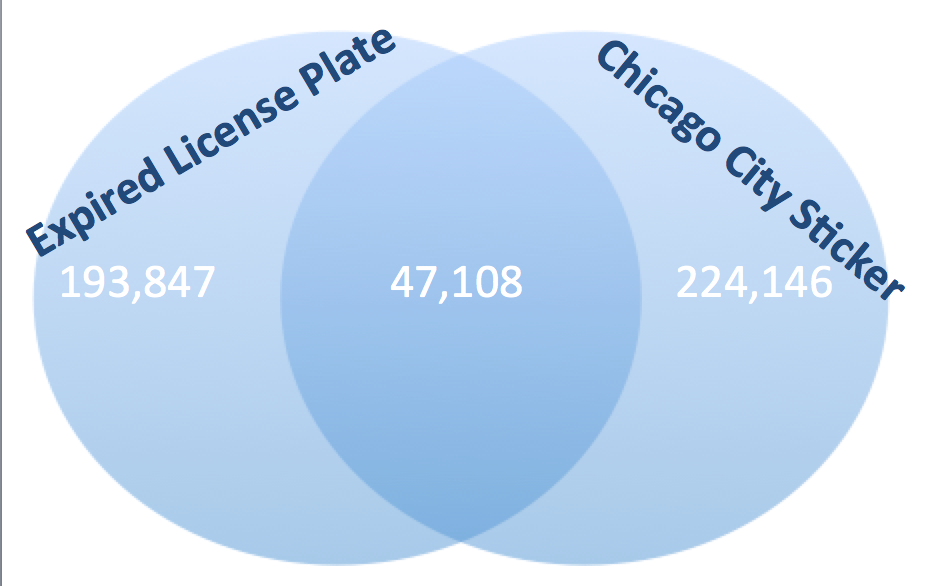 Expired License Plate
Chicago City Sticker
193,847
47,108
224,146